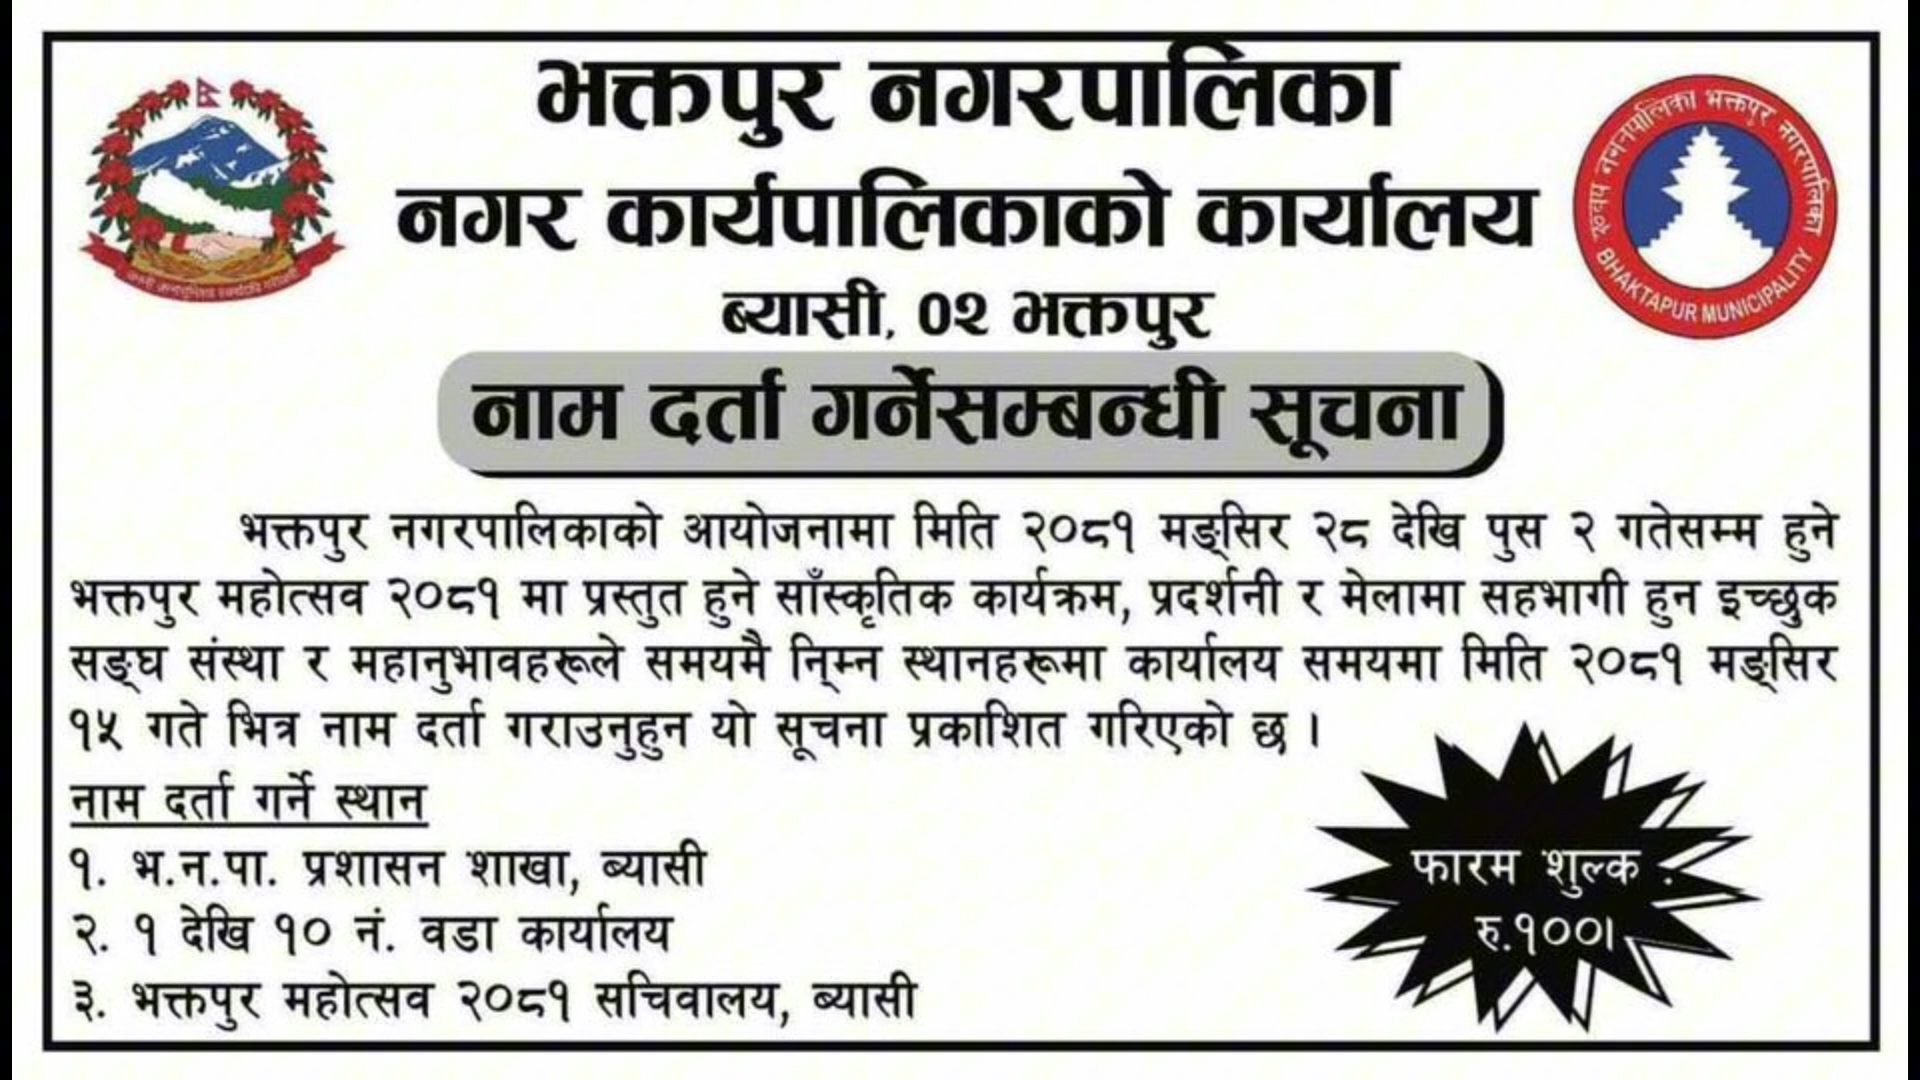 भक्तपुर नगरपालिका
नगर कार्यपालिकाको कार्यालय
ब्यासी, ०२ भक्तपुर
नाम दर्ता गर्नेसम्बन्धी सूचना
भक्तपुर नगरपालिका
BHAKTAPUR MUNICIPALITY
भक्तपुर नगरपालिकाको आयोजनामा मिति २०८१ मङ्सिर २८ देखि पुस २ गतेसम्म हुने
भक्तपुर महोत्सव २०८१ मा प्रस्तुत हुने साँस्कृतिक कार्यक्रम, प्रदर्शनी र मेलामा सहभागी हुन इच्छुक
सङ्घ संस्था र महानुभावहरूले समयमै निम्न स्थानहरूमा कार्यालय समयमा मिति २०८१ मङ्सिर
१५ गते भित्र नाम दर्ता गराउनुहुन यो सूचना प्रकाशित गरिएको छ ।
नाम दर्ता गर्ने स्थान
१. भ.न.पा. प्रशासन शाखा, ब्यासी
२. १ देखि १० नं. वडा कार्यालय
३. भक्तपुर महोत्सव २०८१ सचिवालय, ब्यासी
फारम शुल्क :
रु.१००।